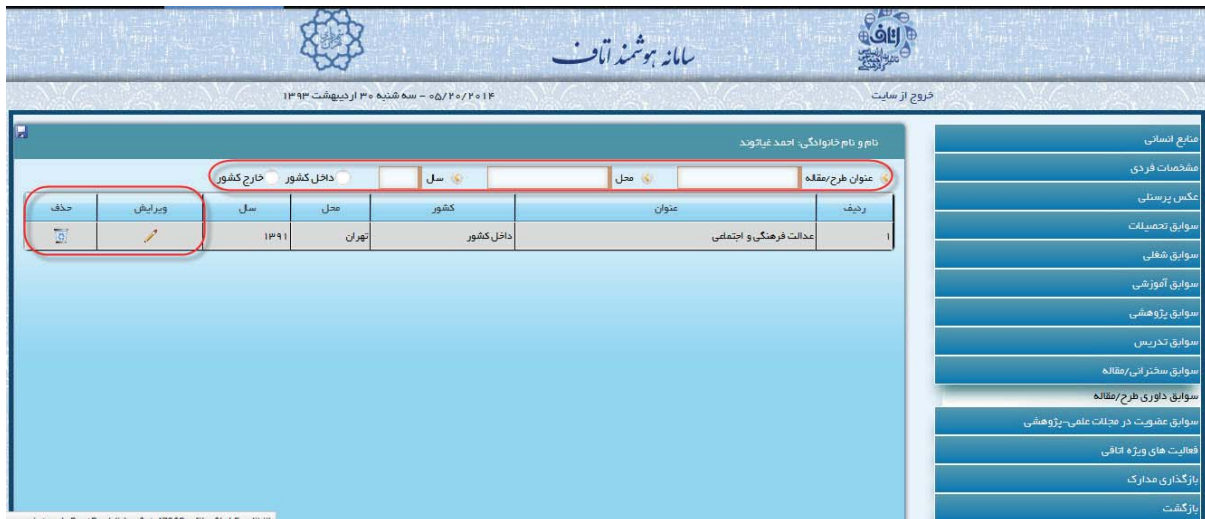 اتاف
سامانه هوشمند اتاف
خروج از سایت
۰۵/۲۰/۲۰۱۴ - سه شنبه ۳۰ اردیبهشت ۱۳۹۳
نام و نام خانوادگی: احمد غیاثوند
عنوان طرح/مقاله محل سال داخل کشور خارج کشور
ردیف عنوان کشور محل سال ویرایش حذف
۱ عدالت فرهنگی و اجتماعی داخل کشور تهران ۱۳۹۱
منابع انسانی
مشخصات فردی
عکس پرسنلی
سوابق تحصیلات
سوابق شغلی
سوابق آموزشی
سوابق پژوهشی
سوابق تدریس
سوابق سخنرانی/مقاله
سوابق داوری طرح/مقاله
سوابق عضویت در مجلات علمی-پژوهشی
فعالیت های ویژه اتاقی
بازگذاری مدارک
بازگشت